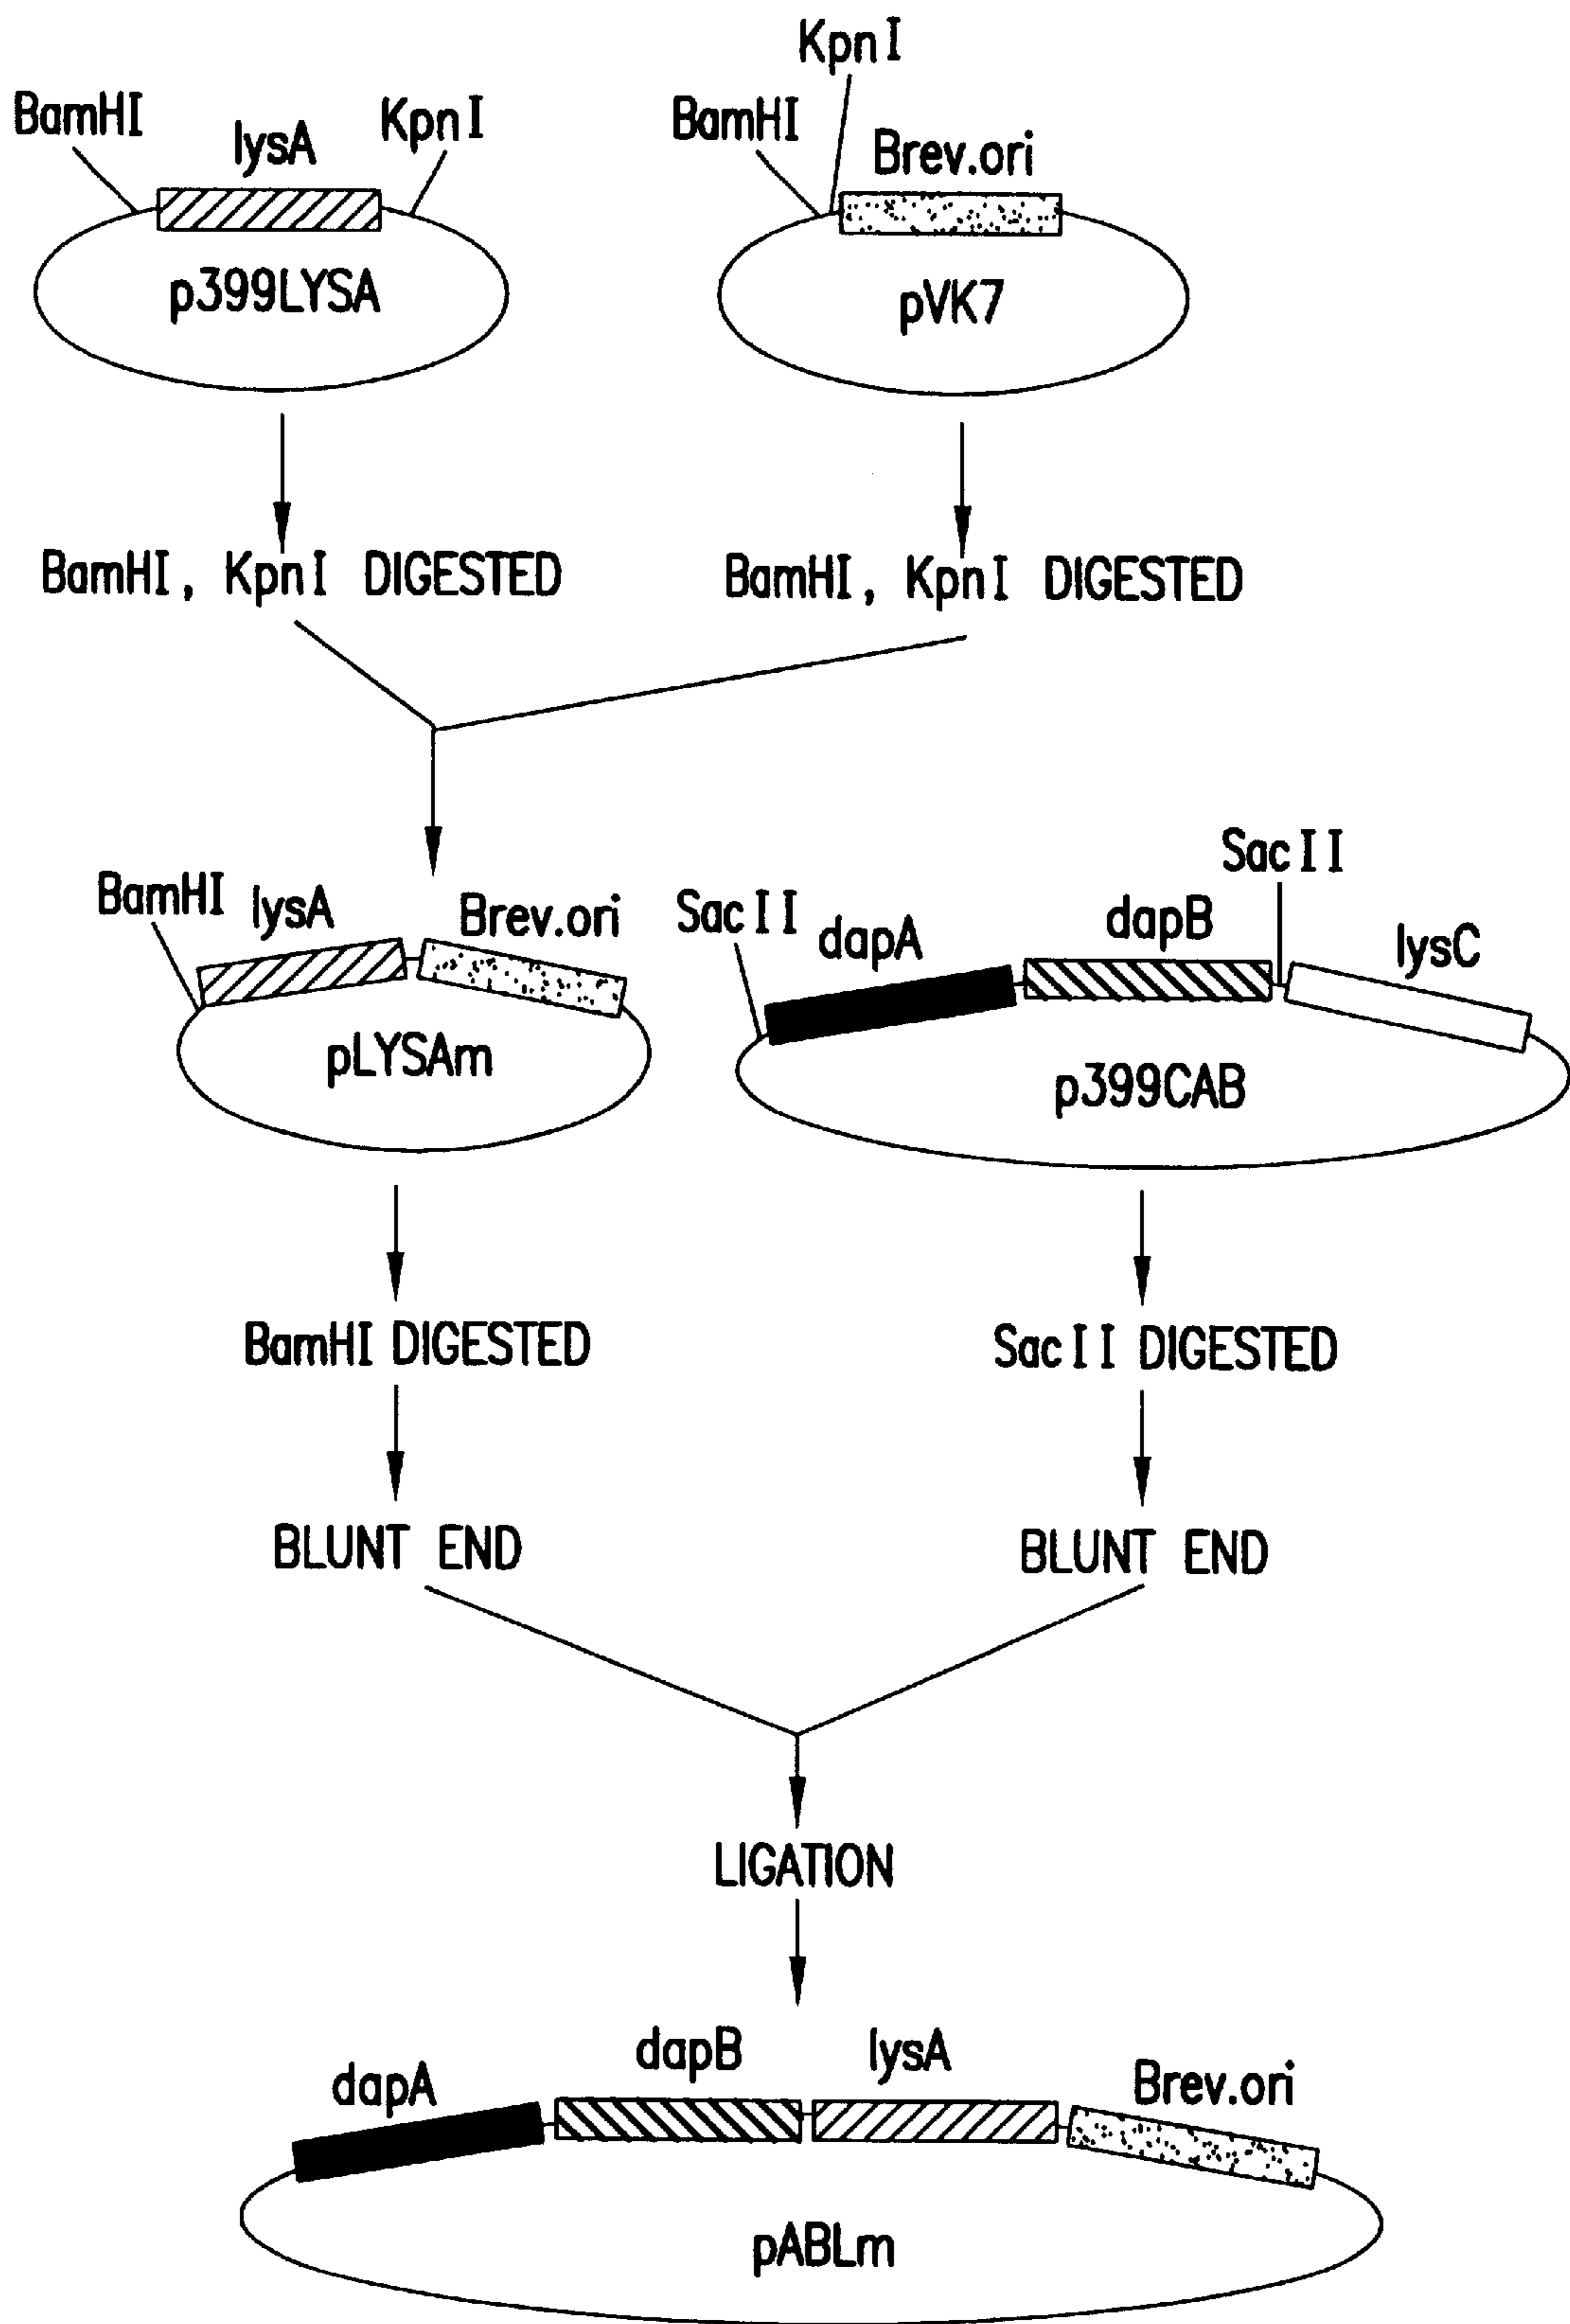 KpnI
BamHI
lysA
KpnI
BamHI
Brev.ori
p399LYSA
pVK7
BamHI, KpnI DIGESTED
BamHI, KpnI DIGESTED
SacII
BamHI
lysA
Brev.ori
SacII
dapA
dapB
lysC
pLYSAm
p399CAB
BamHI DIGESTED
SacII DIGESTED
BLUNT END
BLUNT END
LIGATION
dapA
dapB
lysA
Brev.ori
pABLm